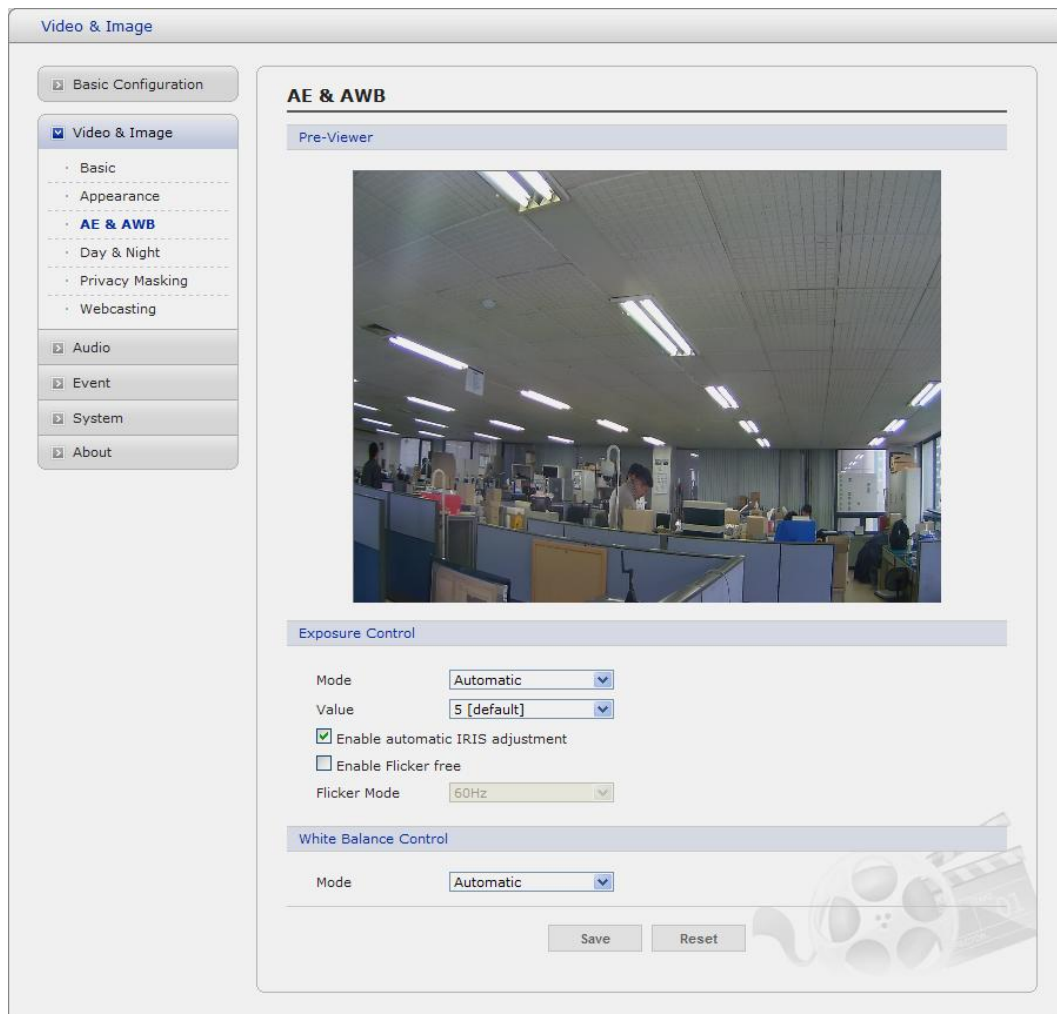 Video & Image
Basic Configuration
Video & Image
Basic
Appearance
AE & AWB
Day & Night
Privacy Masking
Webcasting
Audio
Event
System
About
AE & AWB
Pre-Viewer
Exposure Control
Mode Automatic
Value 5 [default]
Enable automatic IRIS adjustment
Enable Flicker free
Flicker Mode 60Hz
White Balance Control
Mode Automatic
01
Save Reset